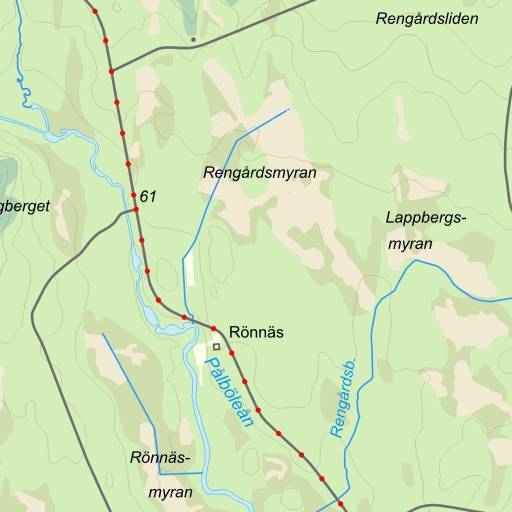 Rengårdsliden
Rengårdsmyran
61
gberget
Lappbergs-
myran
Rönnäs
Pålböleån
Rengårdsb.
Rönnäs-
myran